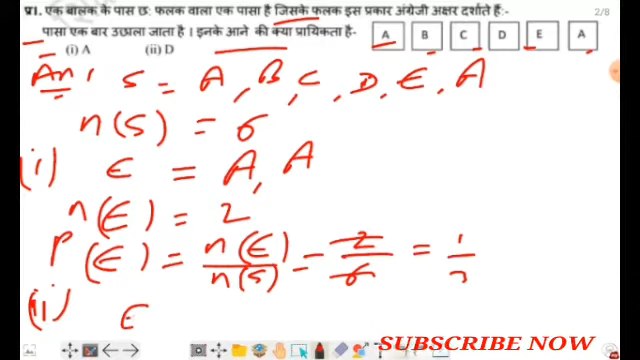 प्र1. एक बालक के पास छः फलक वाला एक पासा है जिसके फलक इस प्रकार अंग्रेजी अक्षर दर्शाते हैं:- 2/8
पासा एक बार उछाला जाता है। इनके आने की क्या प्रायिकता है- A B C D E A
(i) A (ii) D
Ans S = A, B, C, D, E, A
n(S) = 6
(i) E = A, A
n(E) = 2
P(E) = n(E)/n(S) = 2/6 = 1/3
(ii) E
SUBSCRIBE NOW